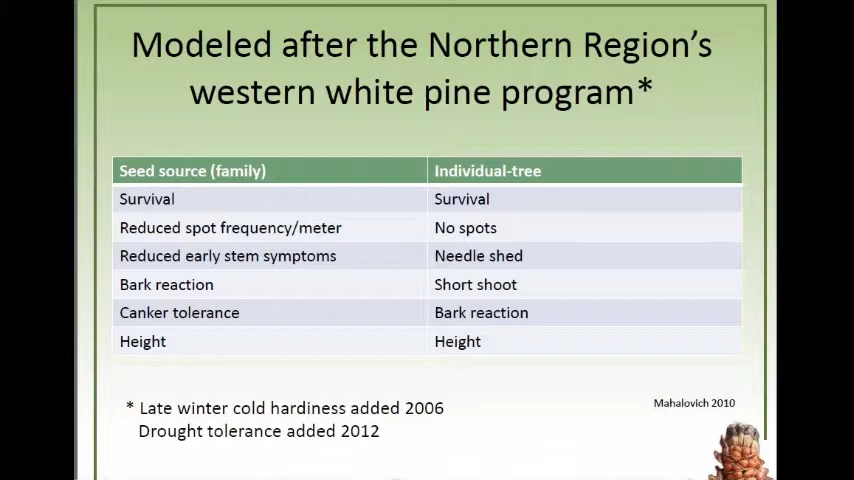 Modeled after the Northern Region's
western white pine program*
Seed source (family) Individual-tree
Survival Survival
Reduced spot frequency/meter No spots
Reduced early stem symptoms Needle shed
Bark reaction Short shoot
Canker tolerance Bark reaction
Height Height
* Late winter cold hardiness added 2006
Drought tolerance added 2012
Mahalovich 2010